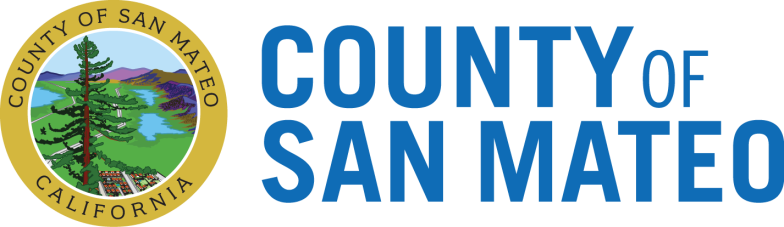 COUNTY OF SAN MATEO
CALIFORNIA
COUNTY OF
SAN MATEO